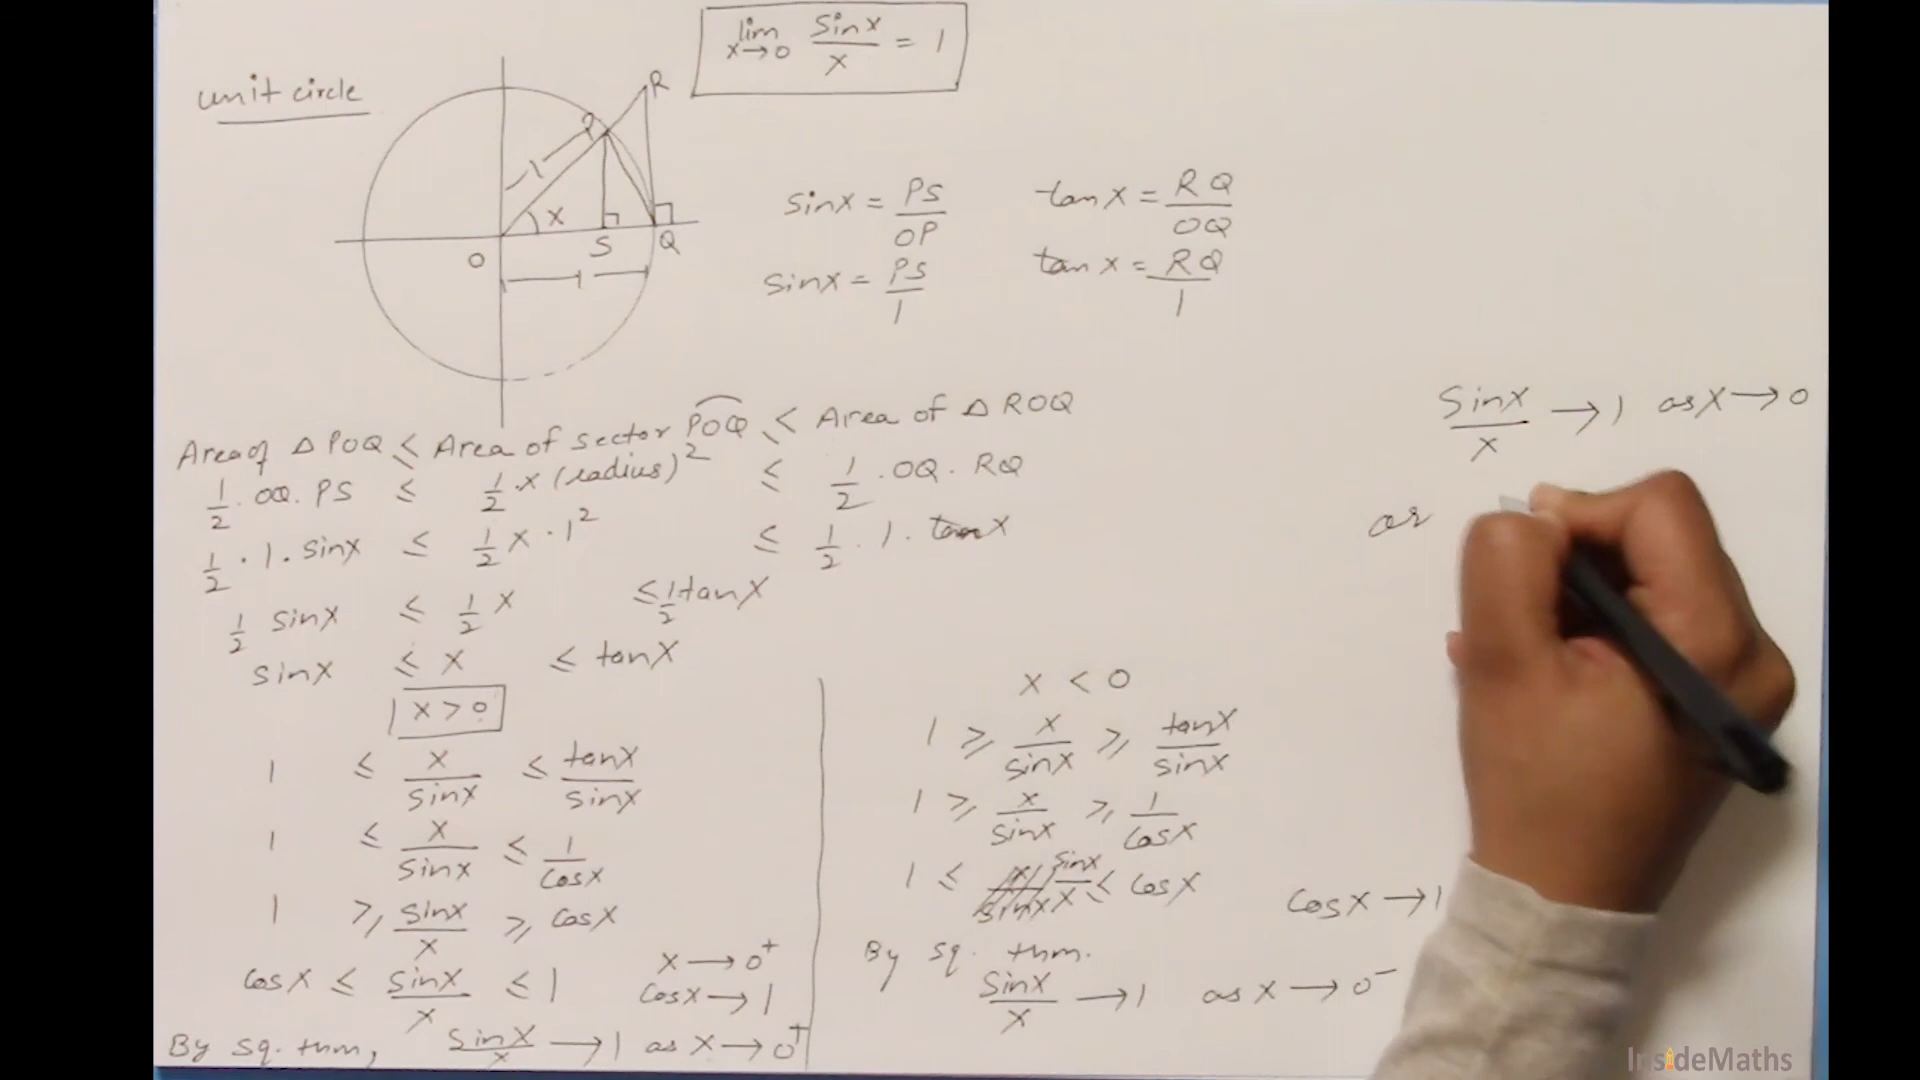 lim x→0 sinx/x = 1
unit circle
R
P
1
x
O
S
Q
1
sinx = PS/OP
tanx = RQ/OQ
sinx = PS/1
tanx = RQ/1
Area of △POQ ≤ Area of sector POQ ≤ Area of △ROQ
1/2 · OQ · PS ≤ 1/2 · x (radius)² ≤ 1/2 · OQ · RQ
1/2 · 1 · sinx ≤ 1/2 x · 1² ≤ 1/2 · 1 · tanx
1/2 sinx ≤ 1/2 x ≤ 1/2 tanx
sinx ≤ x ≤ tanx
x > 0
1 ≤ x/sinx ≤ tanx/sinx
1 ≤ x/sinx ≤ 1/cosx
1 ≥ sinx/x ≥ cosx
cosx ≤ sinx/x ≤ 1
x → 0⁺
cosx → 1
By sq. thm, sinx/x → 1 as x → 0⁺
x < 0
1 ≥ x/sinx ≥ tanx/sinx
1 ≥ x/sinx ≥ 1/cosx
1 ≤ sinx/x ≤ cosx
cosx → 1
By sq. thm.
sinx/x → 1 as x → 0⁻
sinx/x → 1 as x → 0
or
InsideMaths